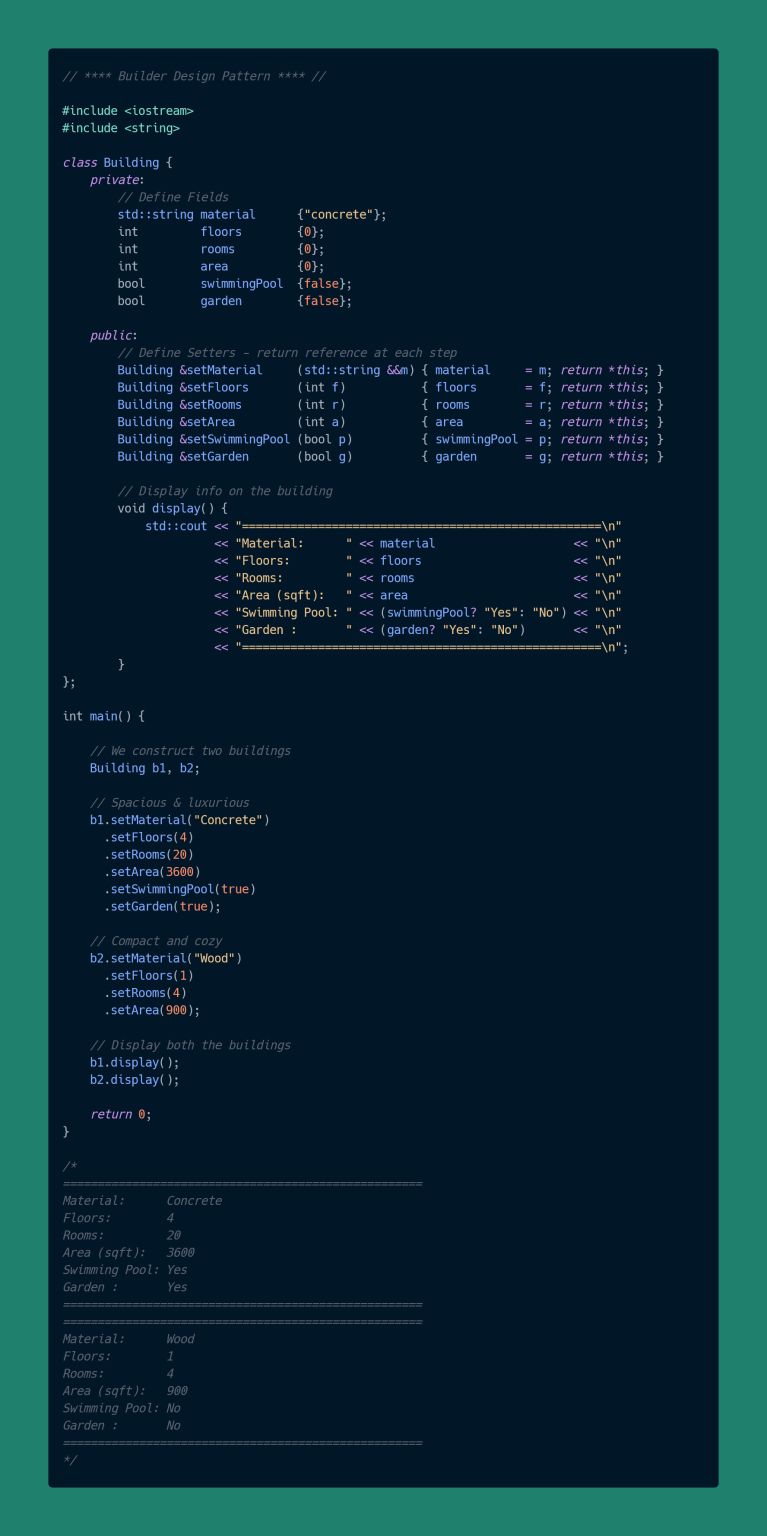 // **** Builder Design Pattern **** //
#include <iostream>
#include <string>
class Building {
    private:
        // Define Fields
        std::string material      {"concrete"};
        int         floors        {0};
        int         rooms         {0};
        int         area          {0};
        bool        swimmingPool  {false};
        bool        garden        {false};
    public:
        // Define Setters - return reference at each step
        Building &setMaterial     (std::string &&m) { material     = m; return *this; }
        Building &setFloors       (int f)           { floors       = f; return *this; }
        Building &setRooms        (int r)           { rooms        = r; return *this; }
        Building &setArea         (int a)           { area         = a; return *this; }
        Building &setSwimmingPool (bool p)          { swimmingPool = p; return *this; }
        Building &setGarden       (bool g)          { garden       = g; return *this; }
        // Display info on the building
        void display() {
            std::cout << "====================================================\n"
                      << "Material:      " << material                    << "\n"
                      << "Floors:        " << floors                      << "\n"
                      << "Rooms:         " << rooms                       << "\n"
                      << "Area (sqft):   " << area                        << "\n"
                      << "Swimming Pool: " << (swimmingPool? "Yes": "No") << "\n"
                      << "Garden :       " << (garden? "Yes": "No")       << "\n"
                      << "====================================================\n";
        }
};
int main() {
    // We construct two buildings
    Building b1, b2;
    // Spacious & luxurious
    b1.setMaterial("Concrete")
      .setFloors(4)
      .setRooms(20)
      .setArea(3600)
      .setSwimmingPool(true)
      .setGarden(true);
    // Compact and cozy
    b2.setMaterial("Wood")
      .setFloors(1)
      .setRooms(4)
      .setArea(900);
    // Display both the buildings
    b1.display();
    b2.display();
    return 0;
}
/*
====================================================
Material:      Concrete
Floors:        4
Rooms:         20
Area (sqft):   3600
Swimming Pool: Yes
Garden :       Yes
====================================================
====================================================
Material:      Wood
Floors:        1
Rooms:         4
Area (sqft):   900
Swimming Pool: No
Garden :       No
====================================================
*/